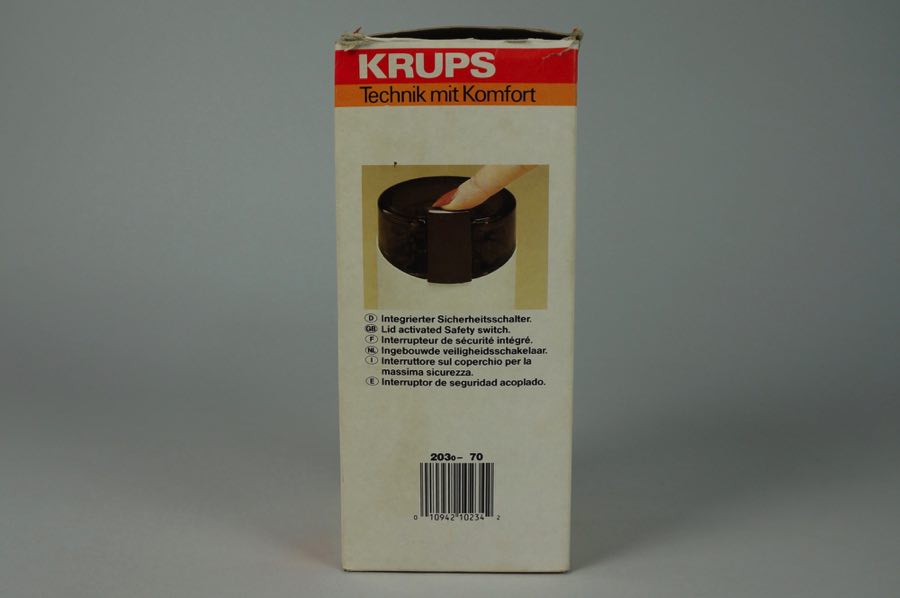 KRUPS
Technik mit Komfort
D Integrierter Sicherheitsschalter.
GB Lid activated Safety switch.
F Interrupteur de sécurité intégré.
NL Ingebouwde veiligheidsschakelaar.
I Interruttore sul coperchio per la
massima sicurezza.
E Interruptor de seguridad acoplado.
203o- 70
0 10942 10234 2